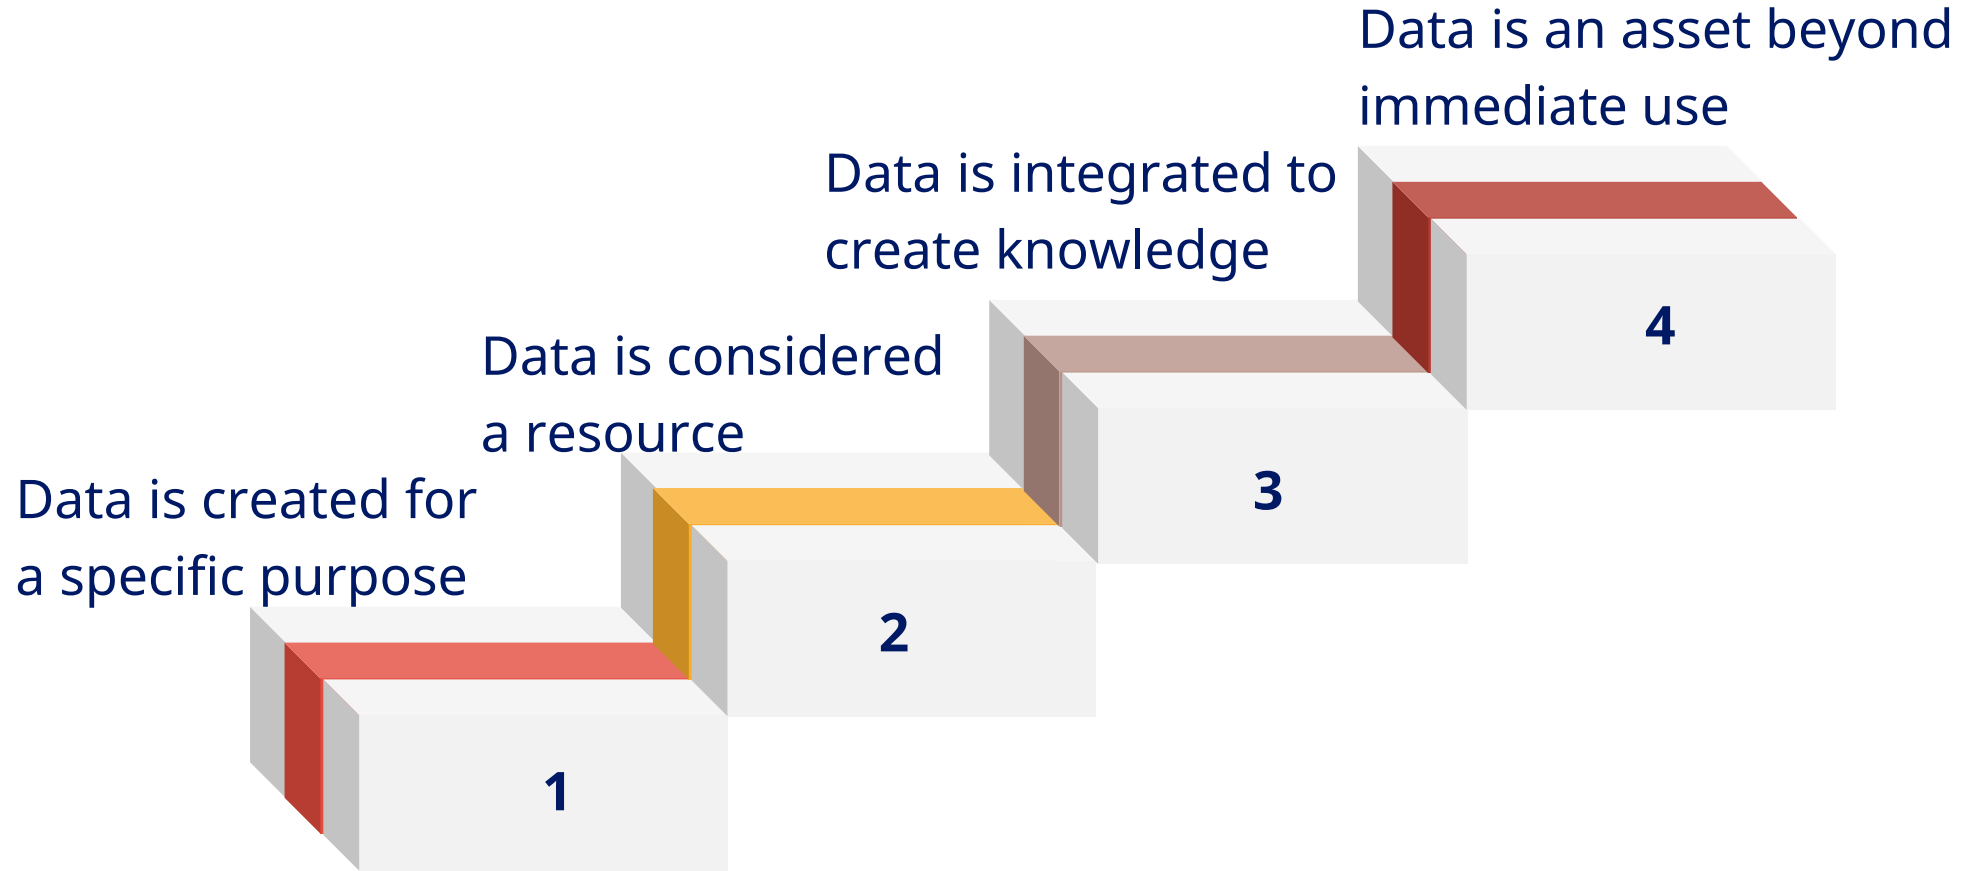 Data is an asset beyond
immediate use
Data is integrated to
create knowledge
4
Data is considered
a resource
3
Data is created for
a specific purpose
2
1